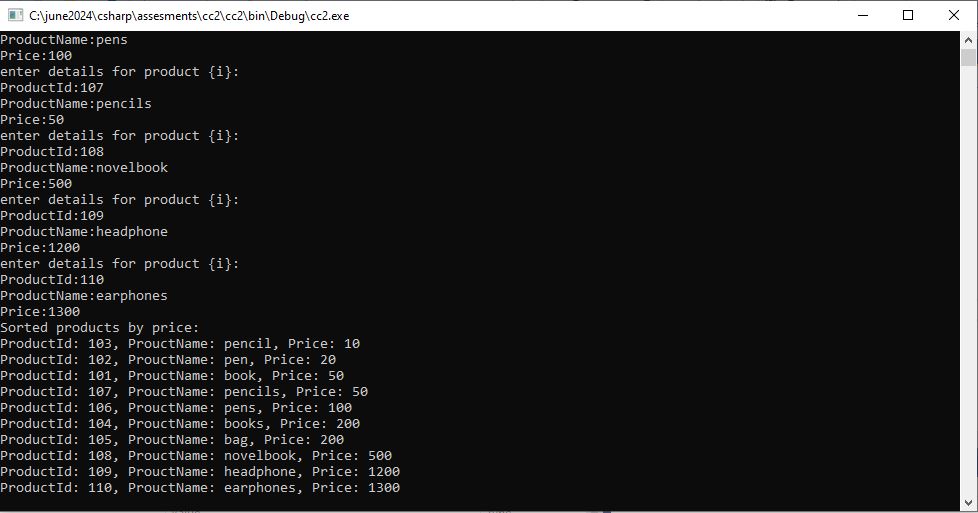 C:\june2024\csharp\assesments\cc2\cc2\bin\Debug\cc2.exe
ProductName:pens
Price:100
enter details for product {i}:
ProductId:107
ProductName:pencils
Price:50
enter details for product {i}:
ProductId:108
ProductName:novelbook
Price:500
enter details for product {i}:
ProductId:109
ProductName:headphone
Price:1200
enter details for product {i}:
ProductId:110
ProductName:earphones
Price:1300
Sorted products by price:
ProductId: 103, ProuctName: pencil, Price: 10
ProductId: 102, ProuctName: pen, Price: 20
ProductId: 101, ProuctName: book, Price: 50
ProductId: 107, ProuctName: pencils, Price: 50
ProductId: 106, ProuctName: pens, Price: 100
ProductId: 104, ProuctName: books, Price: 200
ProductId: 105, ProuctName: bag, Price: 200
ProductId: 108, ProuctName: novelbook, Price: 500
ProductId: 109, ProuctName: headphone, Price: 1200
ProductId: 110, ProuctName: earphones, Price: 1300